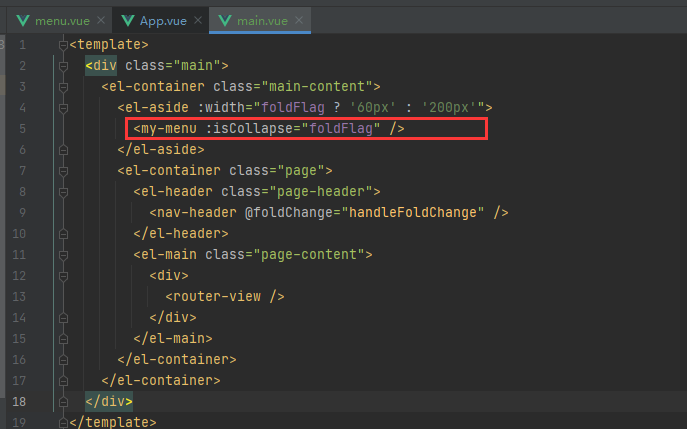 menu.vue App.vue main.vue
1 <template>
2 <div class="main">
3 <el-container class="main-content">
4 <el-aside :width="foldFlag ? '60px' : '200px'">
5 <my-menu :isCollapse="foldFlag" />
6 </el-aside>
7 <el-container class="page">
8 <el-header class="page-header">
9 <nav-header @foldChange="handleFoldChange" />
10 </el-header>
11 <el-main class="page-content">
12 <div>
13 <router-view />
14 </div>
15 </el-main>
16 </el-container>
17 </el-container>
18 </div>
19 </template>